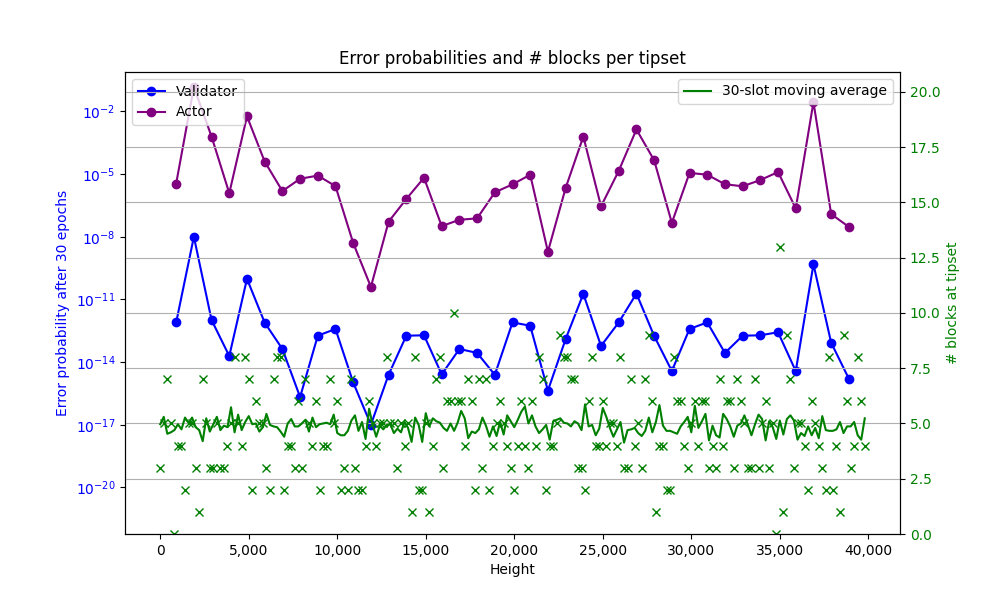 Error probabilities and # blocks per tipset
Validator
Actor
30-slot moving average
Error probability after 30 epochs
10⁻²
10⁻⁵
10⁻⁸
10⁻¹¹
10⁻¹⁴
10⁻¹⁷
10⁻²⁰
# blocks at tipset
20.0
17.5
15.0
12.5
10.0
7.5
5.0
2.5
0.0
0 5,000 10,000 15,000 20,000 25,000 30,000 35,000 40,000
Height